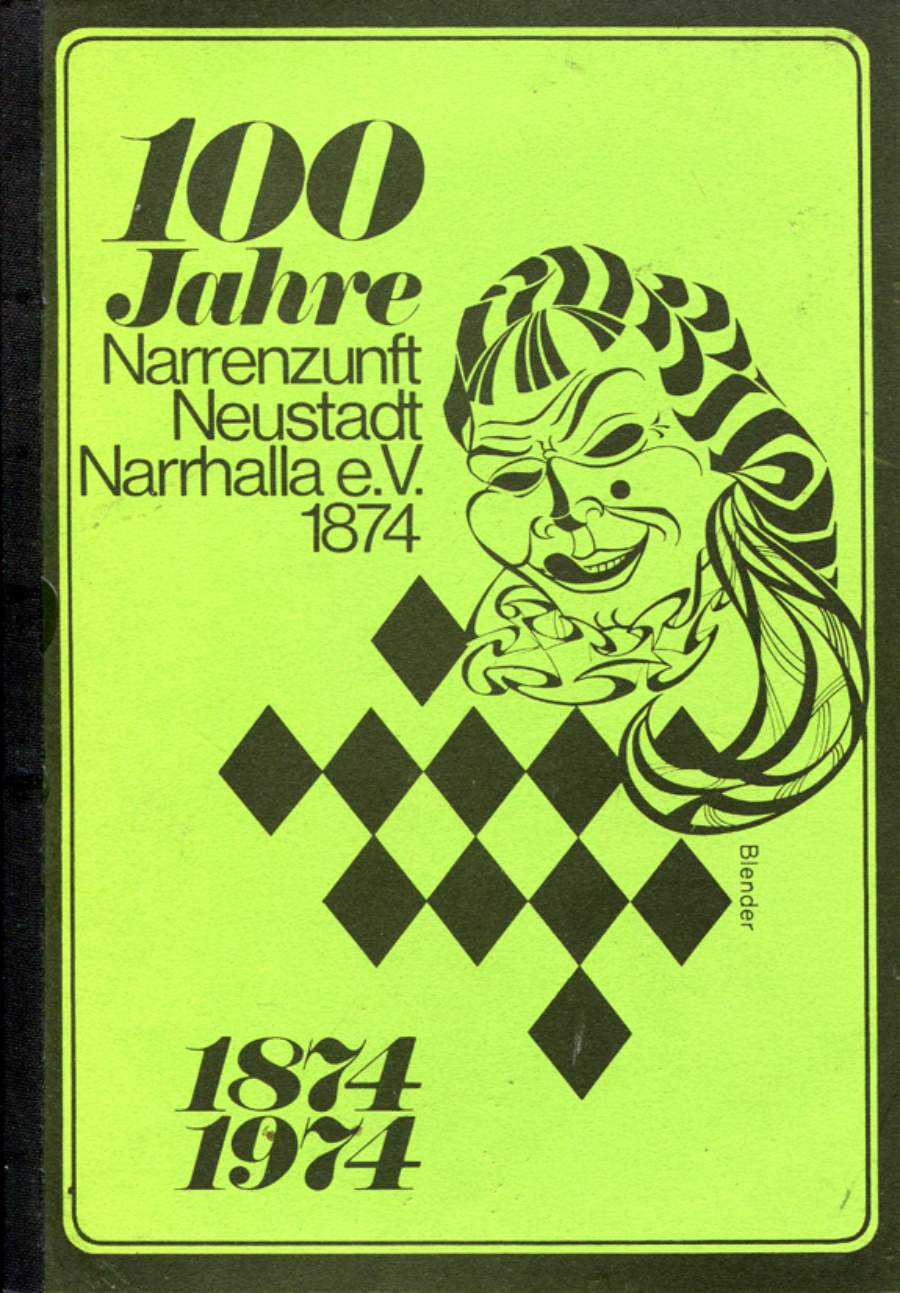 100
Jahre
Narrenzunft
Neustadt
Narrhalla e.V.
1874
Blender
1874
1974